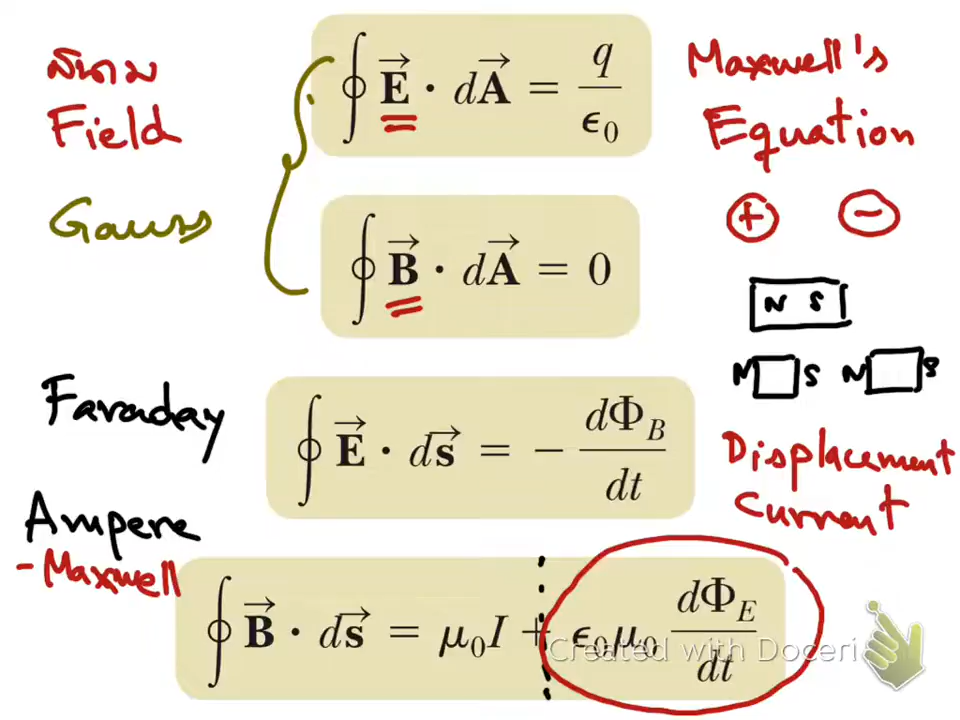 สนาม
Field
Maxwell's
Equation
∮ E⃗ · dA⃗ = q/ϵ₀
Gauss
+ −
∮ B⃗ · dA⃗ = 0
N S
N S N S
Faraday
∮ E⃗ · ds⃗ = − dΦ_B/dt
Displacement
Current
Ampere
-Maxwell
∮ B⃗ · ds⃗ = μ₀I + ϵ₀μ₀ dΦ_E/dt
Created with Doceri